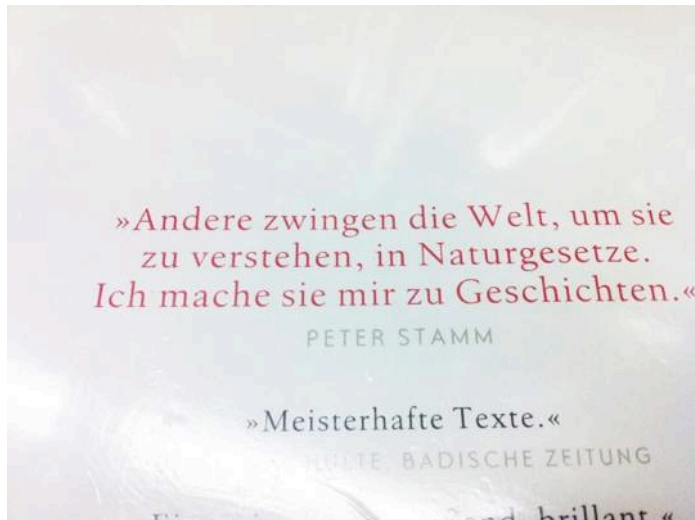 »Andere zwingen die Welt, um sie
zu verstehen, in Naturgesetze.
Ich mache sie mir zu Geschichten.«
PETER STAMM
»Meisterhafte Texte.«
BADISCHE ZEITUNG
brillant.«